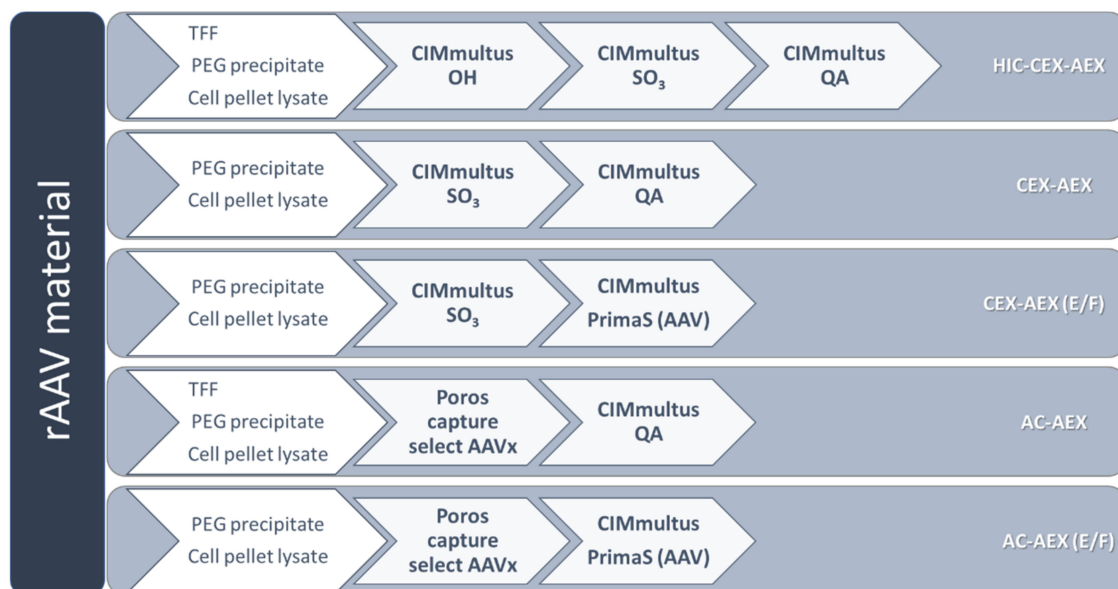 rAAV material
TFF
PEG precipitate
Cell pellet lysate
CIMmultus
OH
CIMmultus
SO₃
CIMmultus
QA
HIC-CEX-AEX
PEG precipitate
Cell pellet lysate
CIMmultus
SO₃
CIMmultus
QA
CEX-AEX
PEG precipitate
Cell pellet lysate
CIMmultus
SO₃
CIMmultus
PrimaS (AAV)
CEX-AEX (E/F)
TFF
PEG precipitate
Cell pellet lysate
Poros
capture
select AAVx
CIMmultus
QA
AC-AEX
PEG precipitate
Cell pellet lysate
Poros
capture
select AAVx
CIMmultus
PrimaS (AAV)
AC-AEX (E/F)